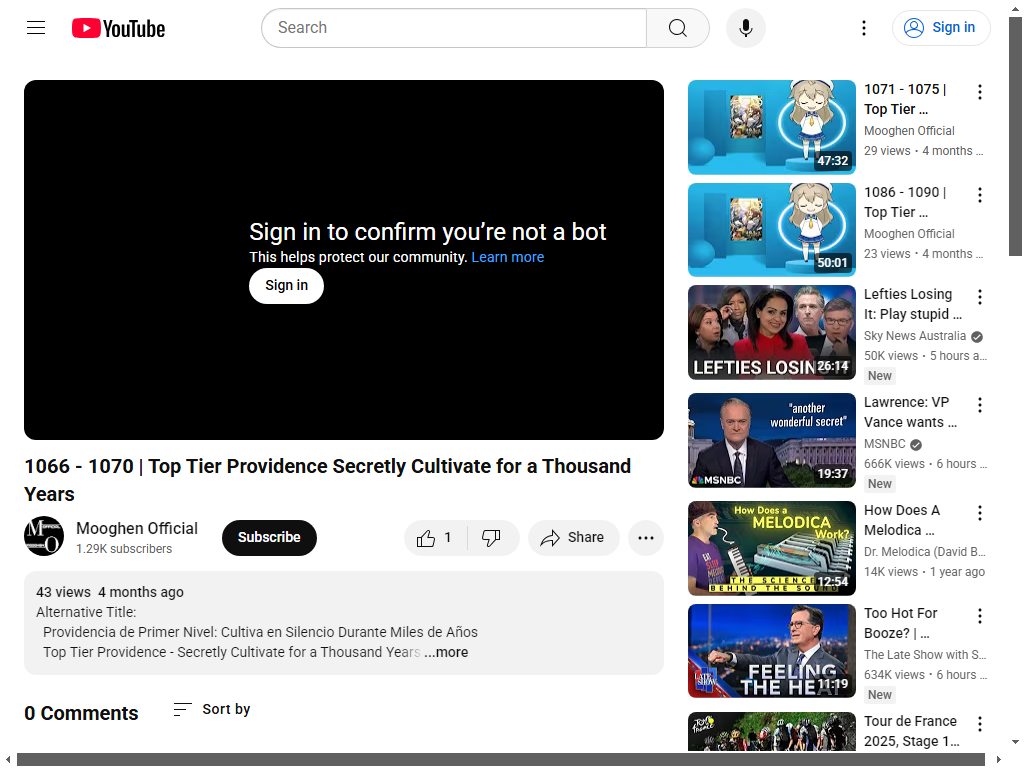 YouTube
Search
Sign in
Sign in to confirm you're not a bot
This helps protect our community. Learn more
Sign in
1066 - 1070 | Top Tier Providence Secretly Cultivate for a Thousand
Years
Mooghen Official
1.29K subscribers
Subscribe
1
Share
43 views 4 months ago
Alternative Title:
Providencia de Primer Nivel: Cultiva en Silencio Durante Miles de Años
Top Tier Providence - Secretly Cultivate for a Thousand Years ...more
0 Comments
Sort by
47:32
1071 - 1075 |
Top Tier ...
Mooghen Official
29 views • 4 months ...
50:01
1086 - 1090 |
Top Tier ...
Mooghen Official
23 views • 4 months ...
LEFTIES LOSING IT
26:14
Lefties Losing
It: Play stupid ...
Sky News Australia
50K views • 5 hours a...
New
"another
wonderful secret"
MSNBC
19:37
Lawrence: VP
Vance wants ...
MSNBC
666K views • 6 hours ...
New
How Does a
MELODICA
Work?
THE SCIENCE
BEHIND THE SOUND
12:54
How Does A
Melodica ...
Dr. Melodica (David B...
14K views • 1 year ago
LATE SHOW
FEELING
THE HEAT
11:19
Too Hot For
Booze? | ...
The Late Show with S...
634K views • 6 hours ...
New
Tour de France
2025, Stage 1...